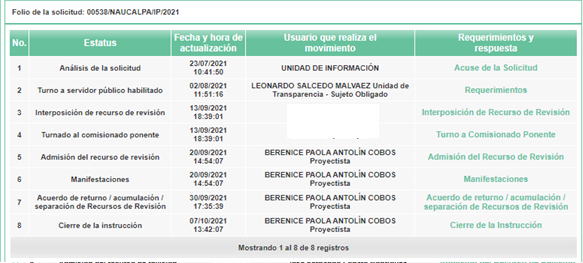 Folio de la solicitud: 00538/NAUCALPA/IP/2021
No. Estatus Fecha y hora de actualización Usuario que realiza el movimiento Requerimientos y respuesta
1 Análisis de la solicitud 23/07/2021 10:41:50 UNIDAD DE INFORMACIÓN Acuse de la Solicitud
2 Turno a servidor público habilitado 02/08/2021 11:51:16 LEONARDO SALCEDO MALVAEZ Unidad de Transparencia - Sujeto Obligado Requerimientos
3 Interposición de recurso de revisión 13/09/2021 18:39:01 Interposición de Recurso de Revisión
4 Turnado al comisionado ponente 13/09/2021 18:39:01 Turno a Comisionado Ponente
5 Admisión del recurso de revisión 20/09/2021 14:54:07 BERENICE PAOLA ANTOLÍN COBOS Proyectista Admisión del Recurso de Revisión
6 Manifestaciones 20/09/2021 14:54:07 BERENICE PAOLA ANTOLÍN COBOS Proyectista Manifestaciones
7 Acuerdo de returno / acumulación / separación de Recursos de Revisión 30/09/2021 17:35:39 BERENICE PAOLA ANTOLÍN COBOS Proyectista Acuerdo de returno / acumulación / separación de Recursos de Revisión
8 Cierre de la instrucción 07/10/2021 13:42:07 BERENICE PAOLA ANTOLÍN COBOS Proyectista Cierre de la Instrucción
Mostrando 1 al 8 de 8 registros